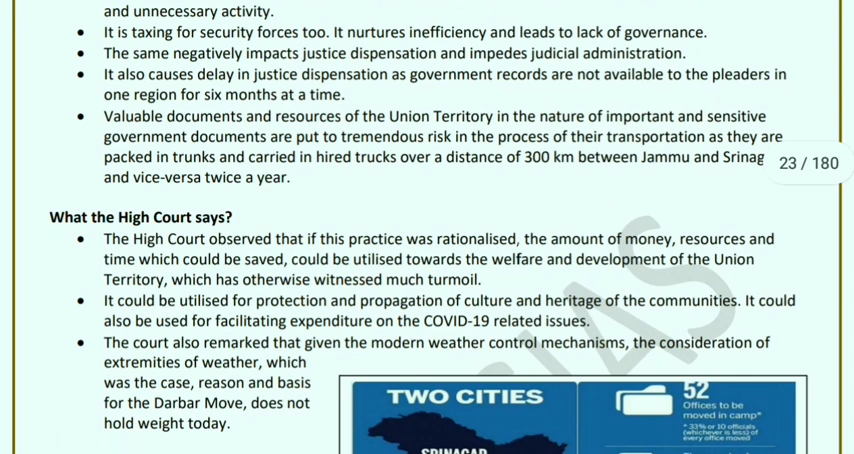 and unnecessary activity.
• It is taxing for security forces too. It nurtures inefficiency and leads to lack of governance.
• The same negatively impacts justice dispensation and impedes judicial administration.
• It also causes delay in justice dispensation as government records are not available to the pleaders in
one region for six months at a time.
• Valuable documents and resources of the Union Territory in the nature of important and sensitive
government documents are put to tremendous risk in the process of their transportation as they are
packed in trunks and carried in hired trucks over a distance of 300 km between Jammu and Srinag
23 / 180
and vice-versa twice a year.
What the High Court says?
• The High Court observed that if this practice was rationalised, the amount of money, resources and
time which could be saved, could be utilised towards the welfare and development of the Union
Territory, which has otherwise witnessed much turmoil.
• It could be utilised for protection and propagation of culture and heritage of the communities. It could
also be used for facilitating expenditure on the COVID-19 related issues.
• The court also remarked that given the modern weather control mechanisms, the consideration of
extremities of weather, which
was the case, reason and basis
for the Darbar Move, does not
hold weight today.
TWO CITIES
SRINAGAR
52
Offices to be
moved in camp*
* 33% or 10 officials
(whichever is less) of
every office moved
IAS